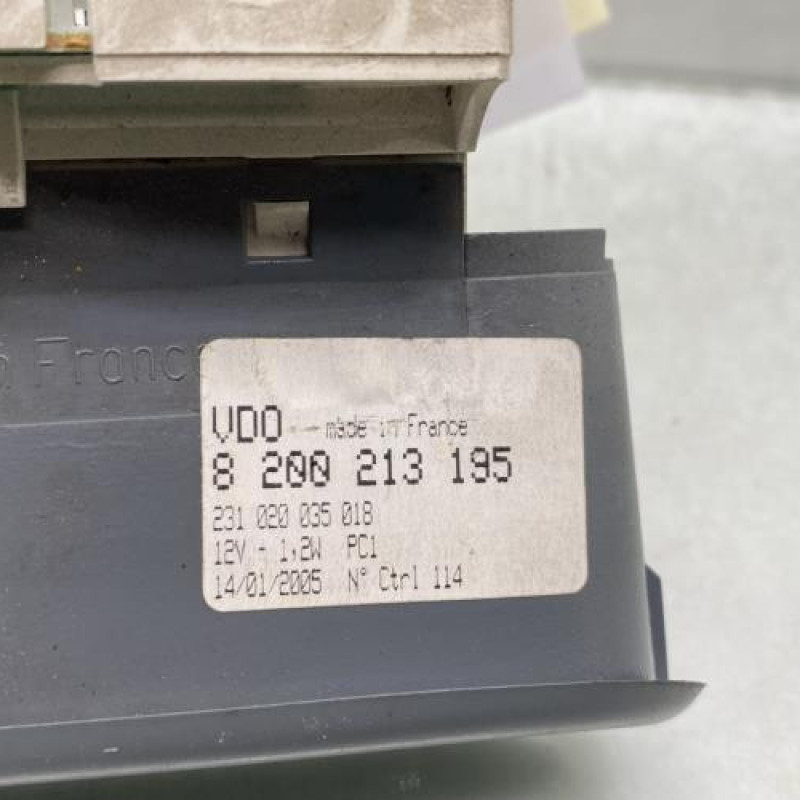 France
VDO made in France
8 200 213 195
231 020 035 018
12V - 1,2W PC1
14/01/2005 N° Ctrl 114